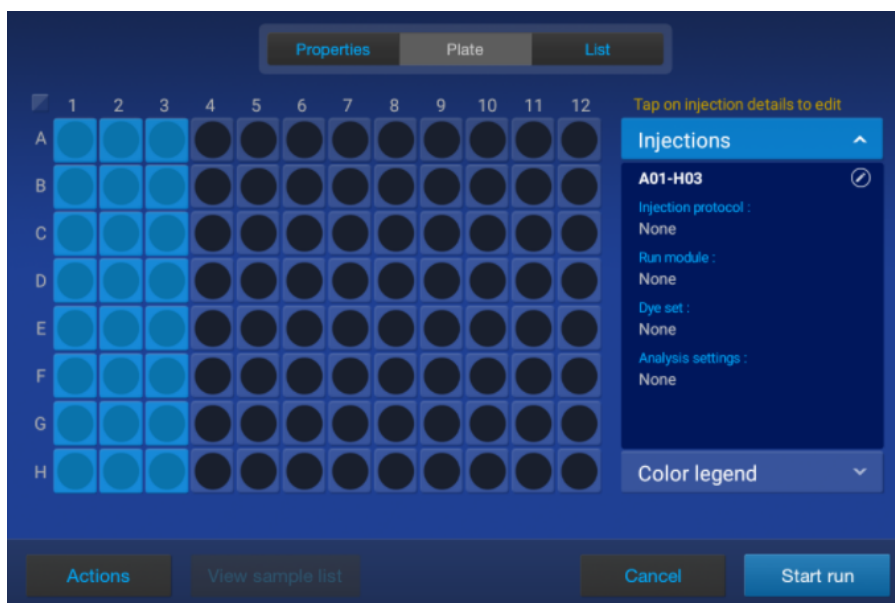 Properties Plate List
1 2 3 4 5 6 7 8 9 10 11 12
A
B
C
D
E
F
G
H
Tap on injection details to edit
Injections
A01-H03
Injection protocol :
None
Run module :
None
Dye set :
None
Analysis settings :
None
Color legend
Actions View sample list Cancel Start run